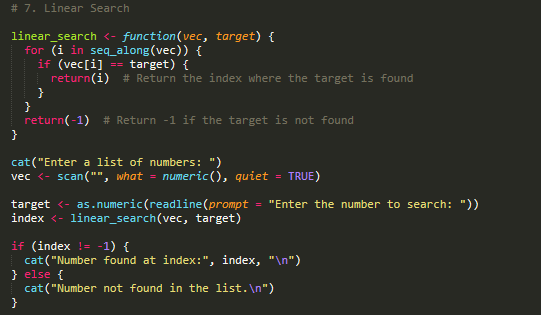 # 7. Linear Search

linear_search <- function(vec, target) {
  for (i in seq_along(vec)) {
    if (vec[i] == target) {
      return(i)  # Return the index where the target is found
    }
  }
  return(-1)  # Return -1 if the target is not found
}

cat("Enter a list of numbers: ")
vec <- scan("", what = numeric(), quiet = TRUE)

target <- as.numeric(readline(prompt = "Enter the number to search: "))
index <- linear_search(vec, target)

if (index != -1) {
  cat("Number found at index:", index, "\n")
} else {
  cat("Number not found in the list.\n")
}